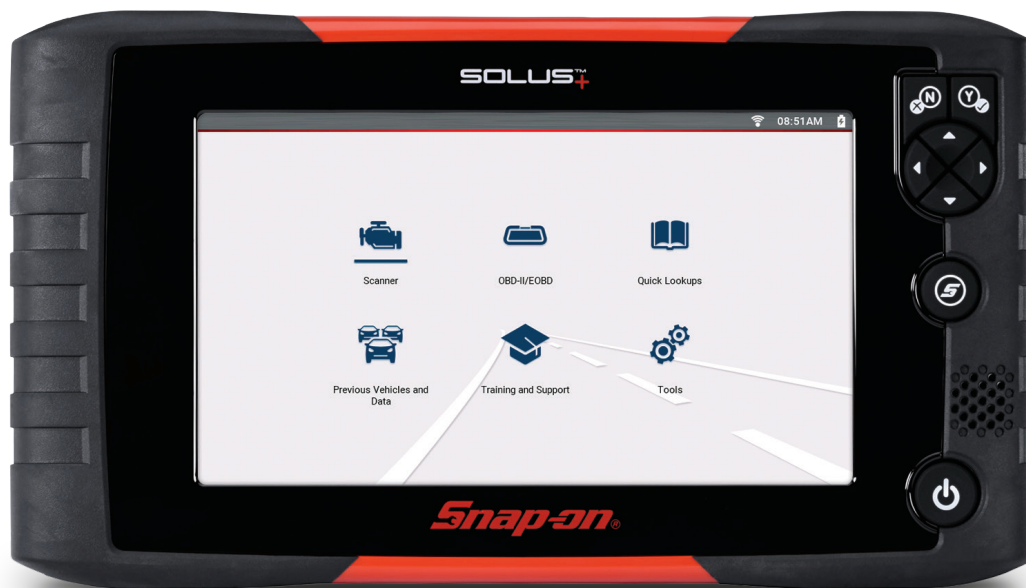 SOLUS+™
N
Y
08:51AM
Scanner
OBD-II/EOBD
Quick Lookups
Previous Vehicles and
Data
Training and Support
Tools
S
Snap-on®